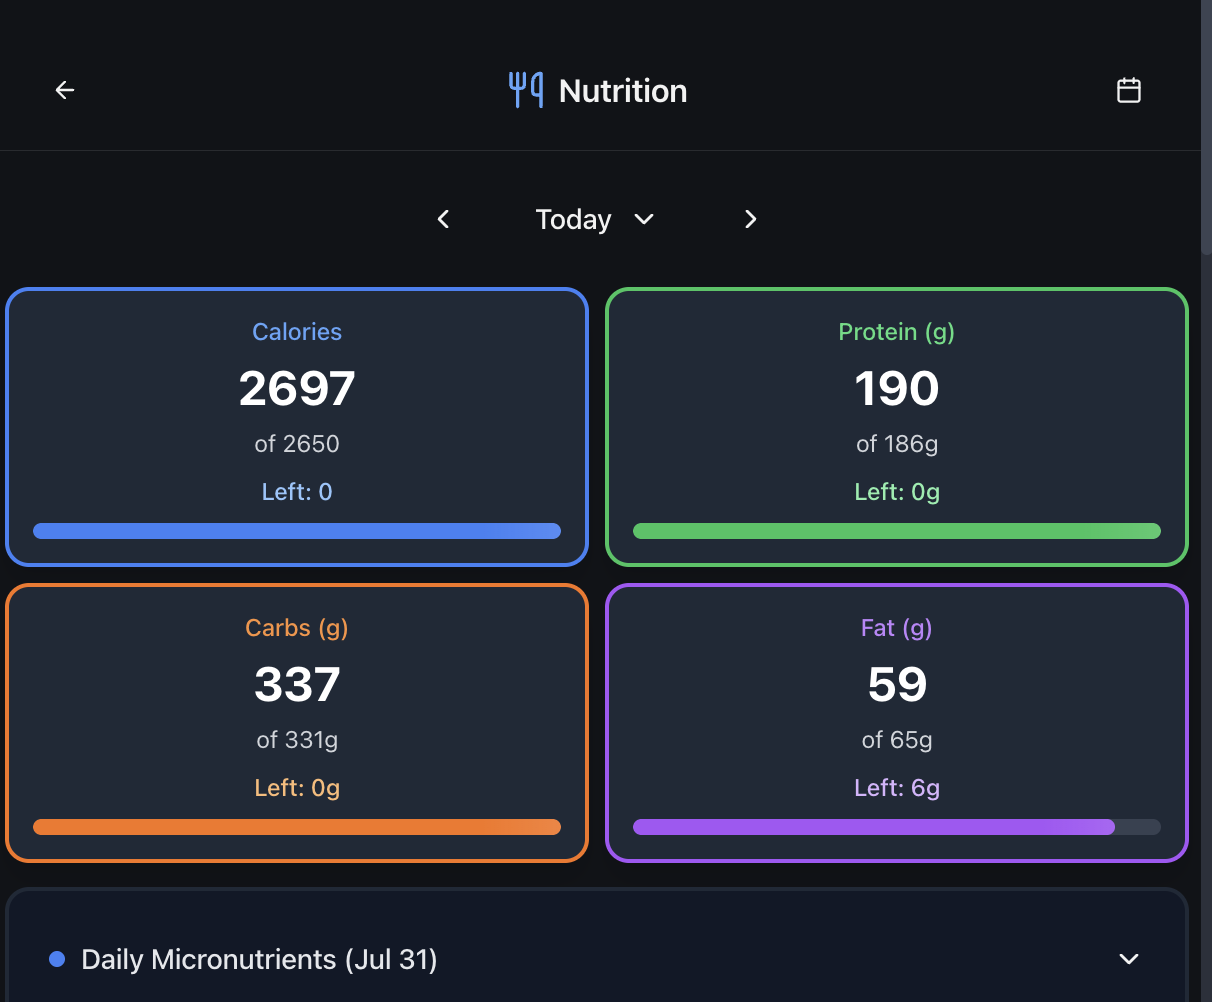 Nutrition
Today
Calories
2697
of 2650
Left: 0
Protein (g)
190
of 186g
Left: 0g
Carbs (g)
337
of 331g
Left: 0g
Fat (g)
59
of 65g
Left: 6g
Daily Micronutrients (Jul 31)